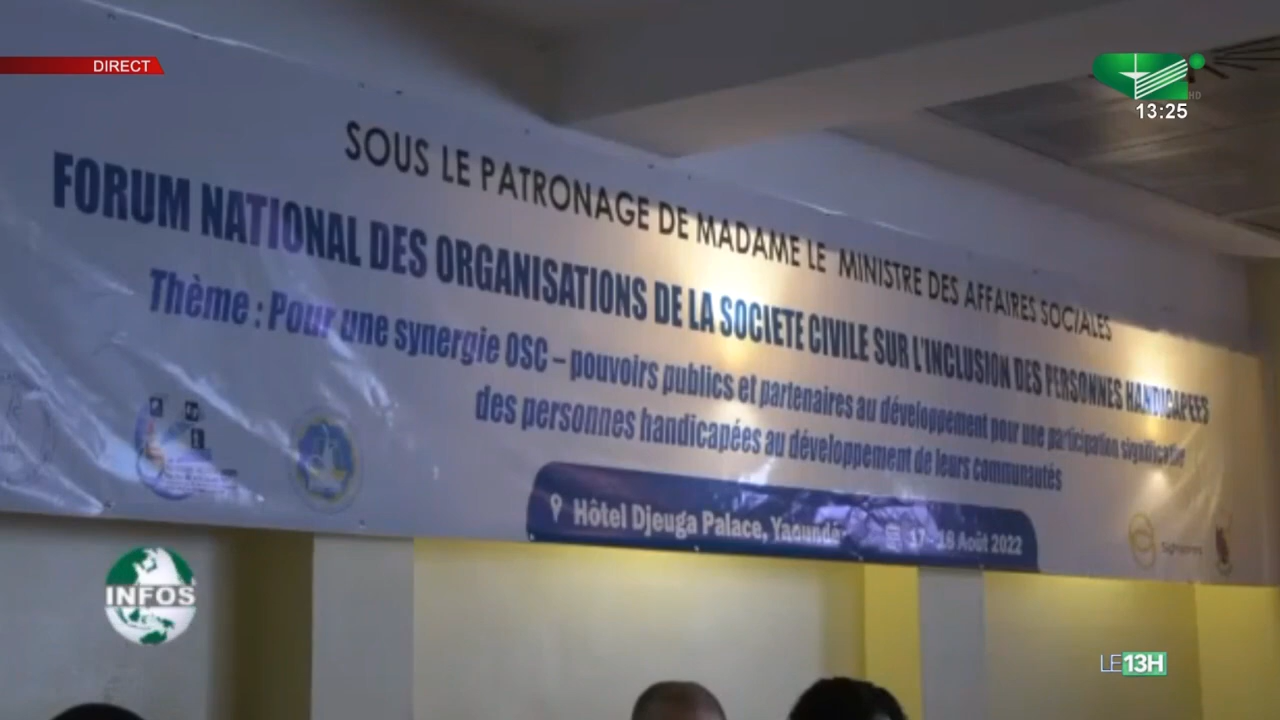 DIRECT
HD
13:25
SOUS LE PATRONAGE DE MADAME LE MINISTRE DES AFFAIRES SOCIALES
FORUM NATIONAL DES ORGANISATIONS DE LA SOCIETE CIVILE SUR L'INCLUSION DES PERSONNES HANDICAPEES
Thème : Pour une synergie OSC – pouvoirs publics et partenaires au développement pour une participation significative
des personnes handicapées au développement de leurs communautés
Hôtel Djeuga Palace, Yaoundé
17-18 Août 2022
INFOS
LE 13H